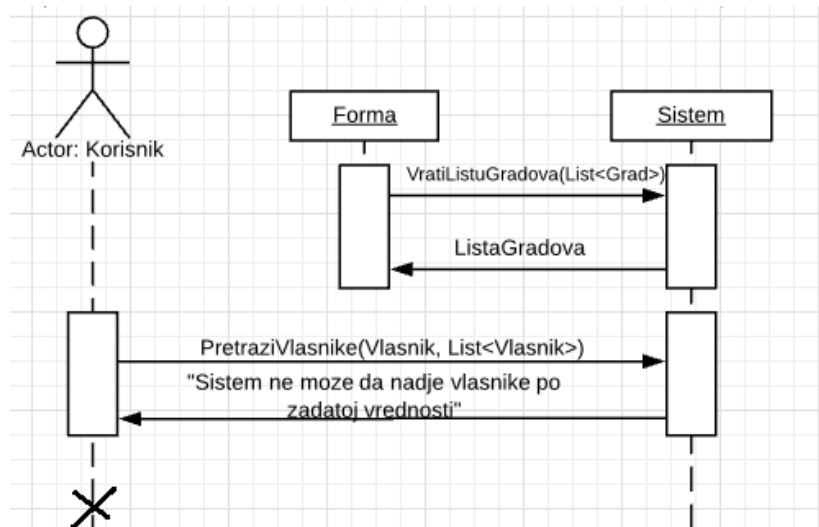 Forma
Sistem
Actor: Korisnik
VratiListuGradova(List<Grad>)
ListaGradova
PretraziVlasnike(Vlasnik, List<Vlasnik>)
"Sistem ne moze da nadje vlasnike po
zadatoj vrednosti"